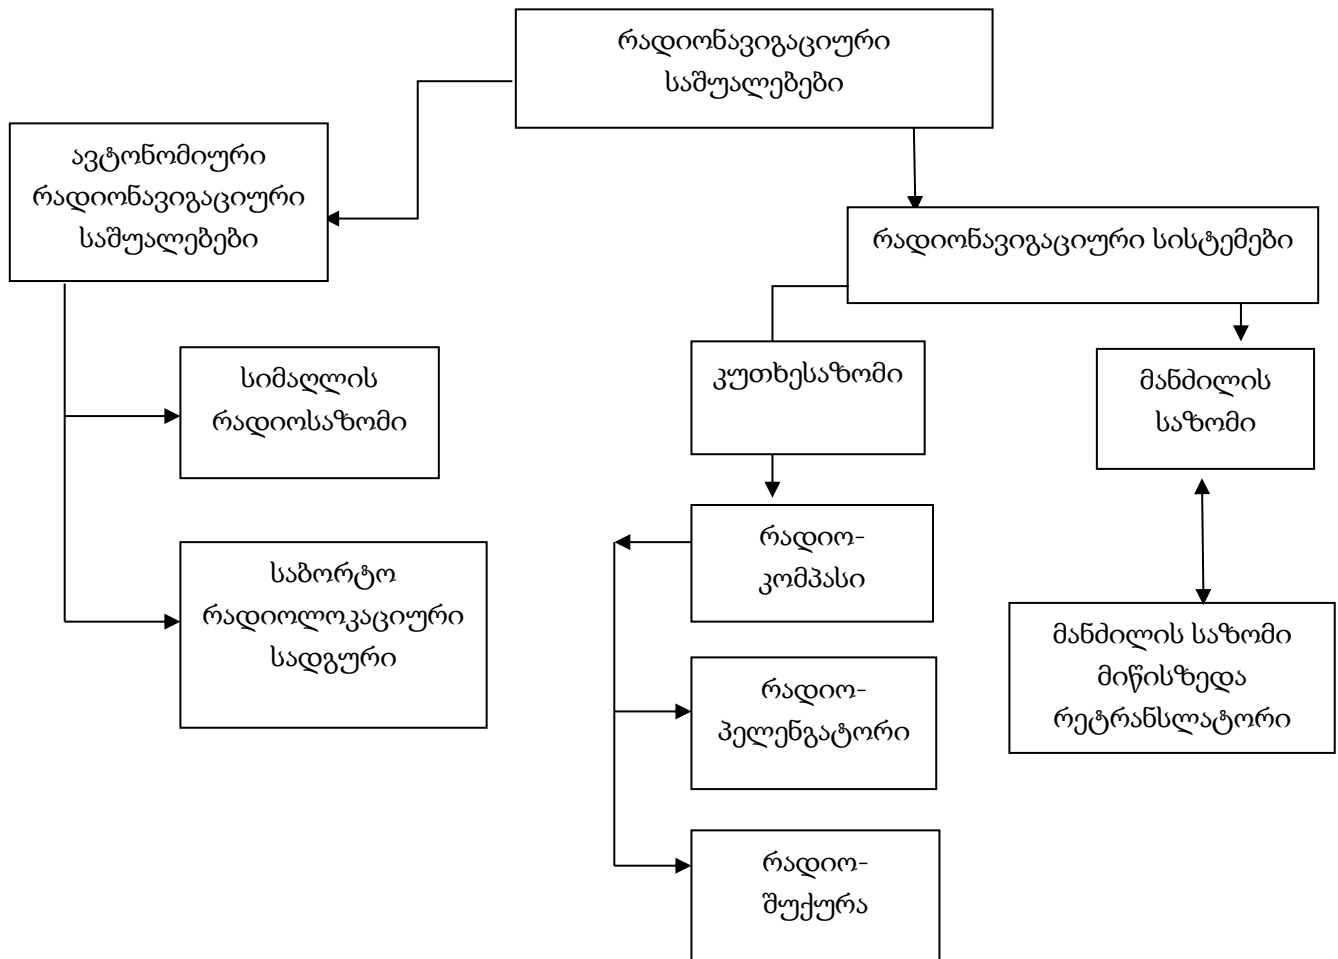 რადიონავიგაციური
საშუალებები
ავტონომიური
რადიონავიგაციური
საშუალებები
რადიონავიგაციური სისტემები
სიმაღლის
რადიოსაზომი
კუთხესაზომი
მანძილის
საზომი
საბორტო
რადიოლოკაციური
სადგური
რადიო-
კომპასი
მანძილის საზომი
მიწისზედა
რეტრანსლატორი
რადიო-
პელენგატორი
რადიო-
შუქურა